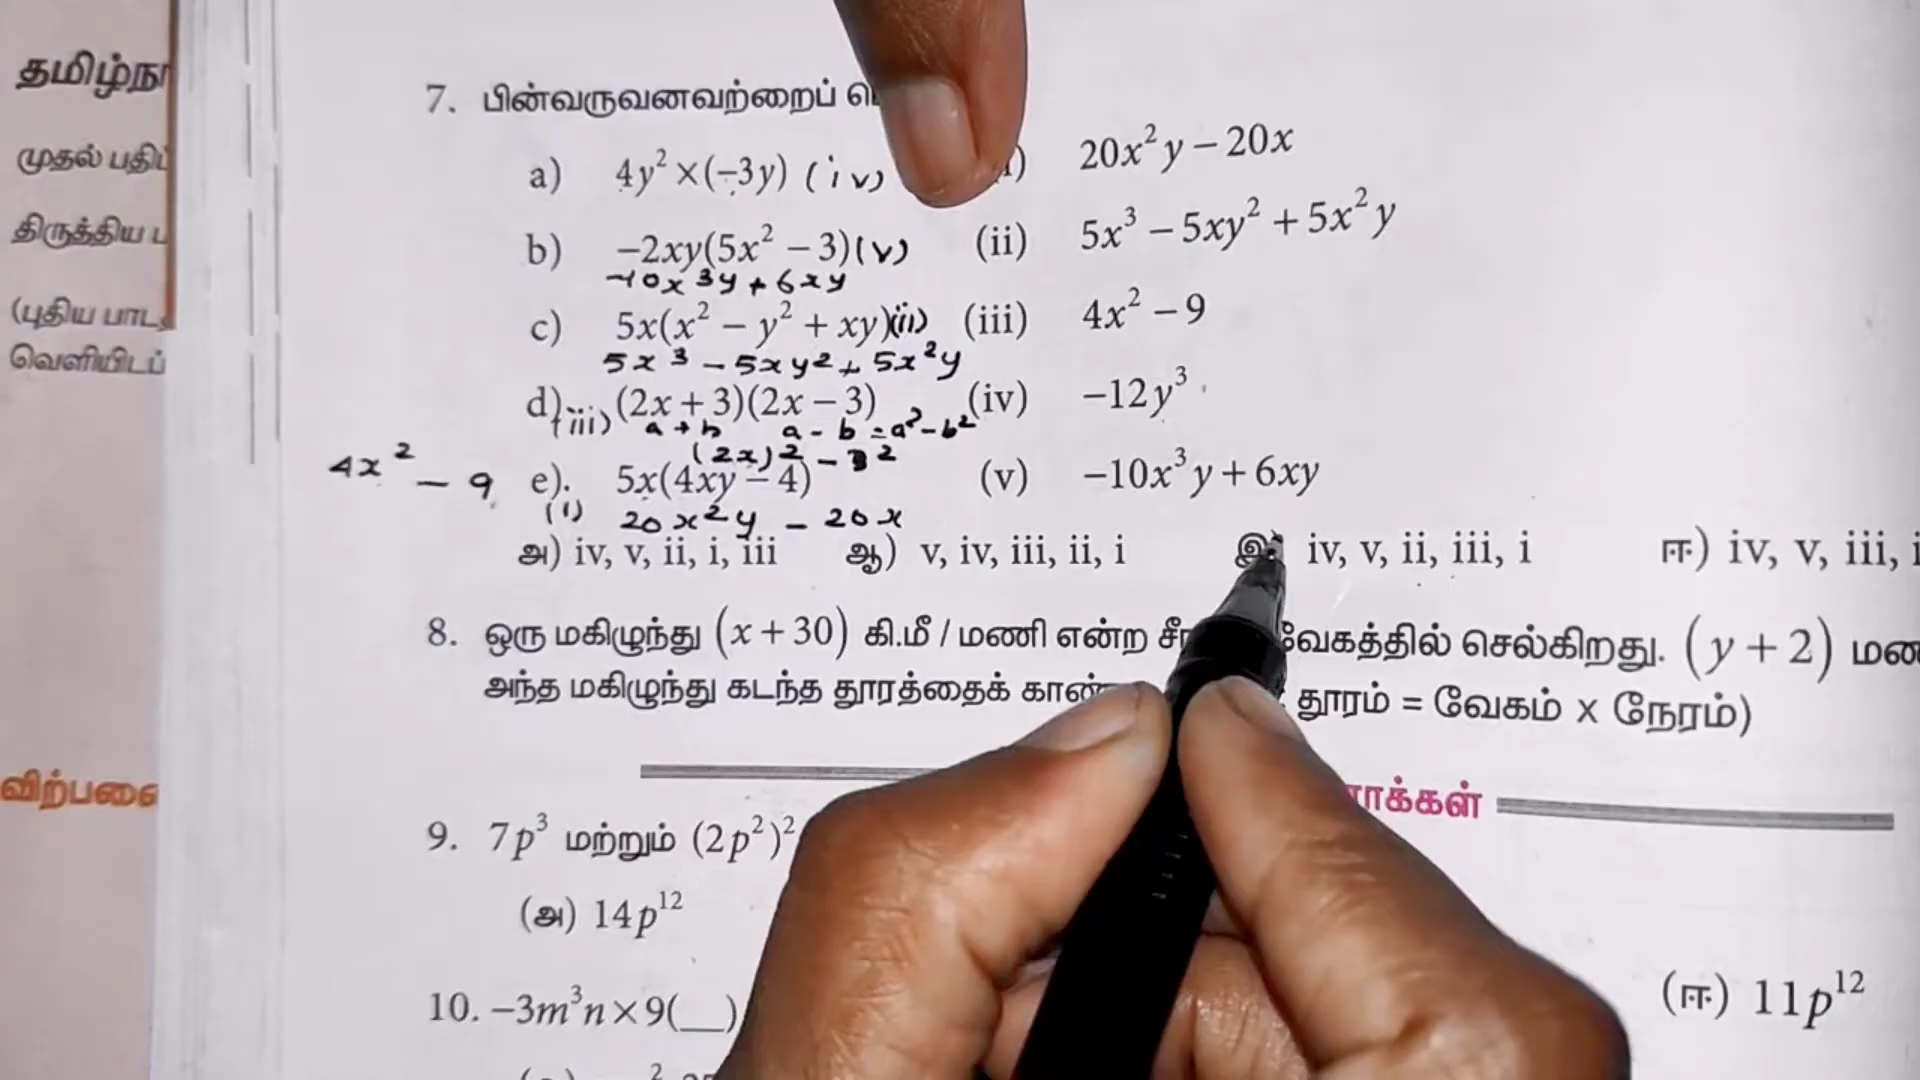 முதல்
7. பின்வருவனவற்றைப்
a) 4y² ×(−3y) (iv) 20x²y − 20x
b) −2xy(5x² − 3)(v) (ii) 5x³ − 5xy² + 5x²y
-10x³y + 6xy
c) 5x(x² − y² + xy)(ii) (iii) 4x² − 9
5x³ - 5xy² + 5x²y
d) (iii) (2x + 3)(2x − 3) (iv) −12y³
a + b a - b = a² - b²
(2x)² - 3²
4x² - 9 e). 5x(4xy − 4) (v) −10x³y + 6xy
(i) 20x²y - 20x
அ) iv, v, ii, i, iii ஆ) v, iv, iii, ii, i இ) iv, v, ii, iii, i ஈ) iv, v, iii,
8. ஒரு மகிழுந்து (x + 30) கி.மீ / மணி என்ற வேகத்தில் செல்கிறது. (y + 2)
அந்த மகிழுந்து கடந்த தூரத்தைக் தூரம் = வேகம் x நேரம்)
9. 7p³ மற்றும் (2p²)²
(அ) 14p¹²
(ஈ) 11p¹²
10. −3m³n × 9(__)